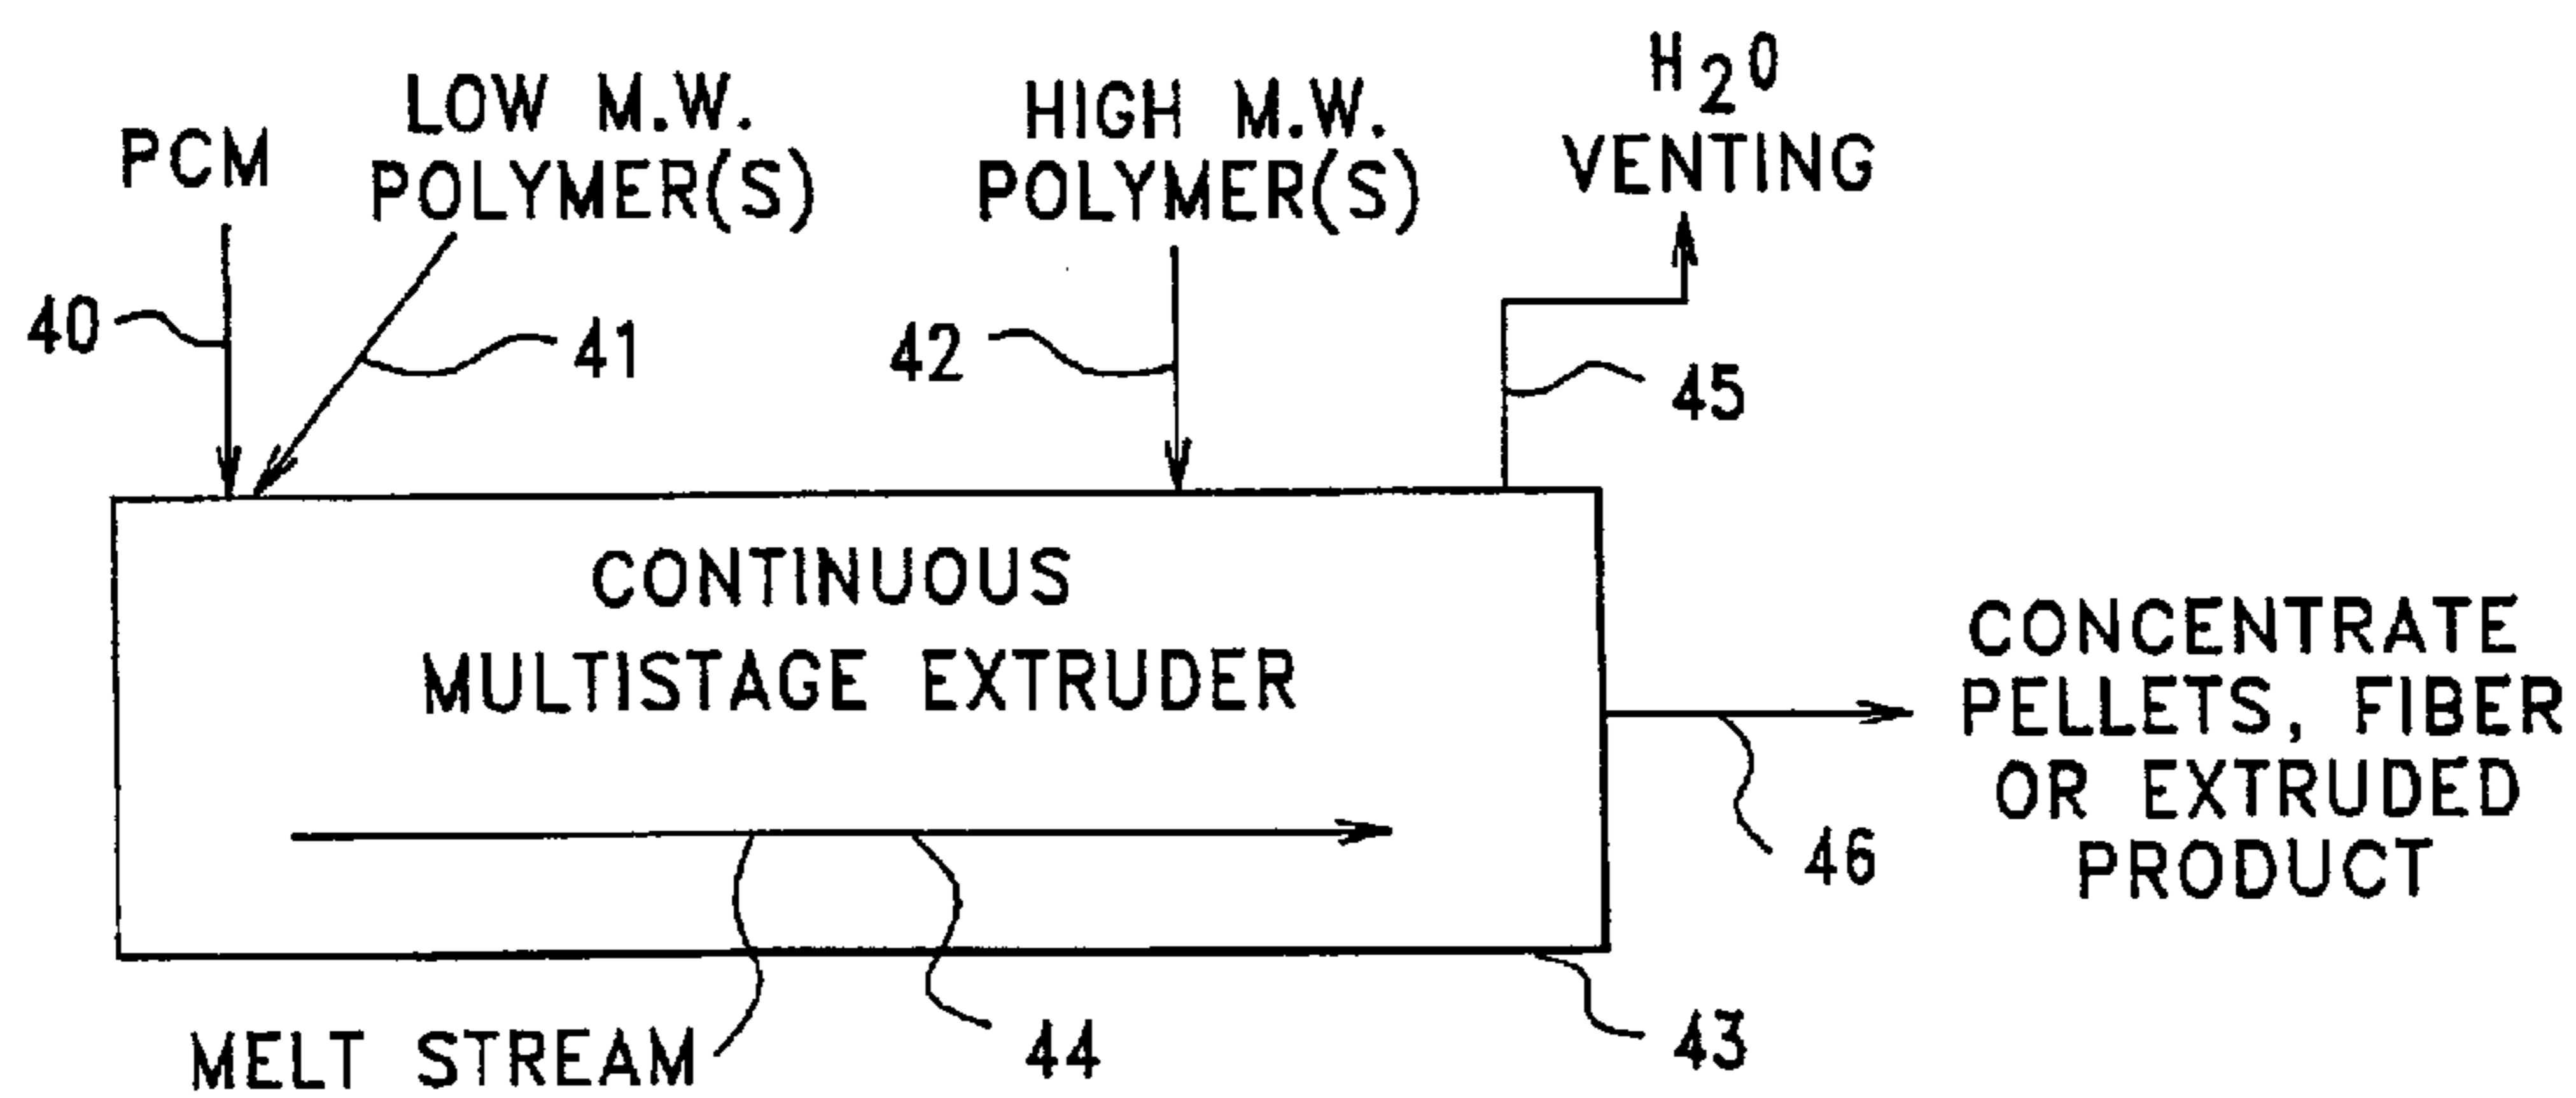 PCM
LOW M.W.
POLYMER(S)
HIGH M.W.
POLYMER(S)
H2O
VENTING
40
41
42
45
CONTINUOUS
MULTISTAGE EXTRUDER
CONCENTRATE
PELLETS, FIBER
OR EXTRUDED
PRODUCT
46
MELT STREAM
44
43